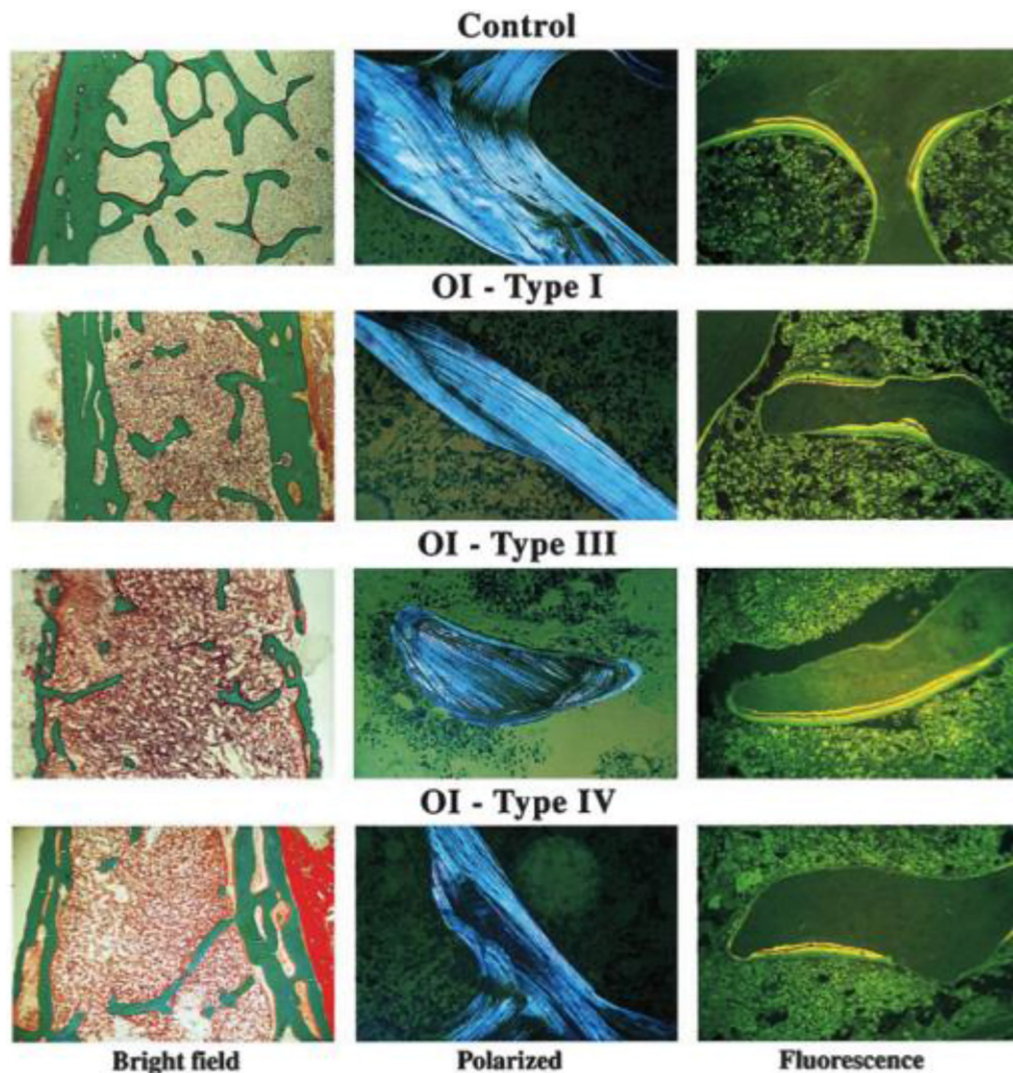 Control
OI - Type I
OI - Type III
OI - Type IV
Bright field
Polarized
Fluorescence